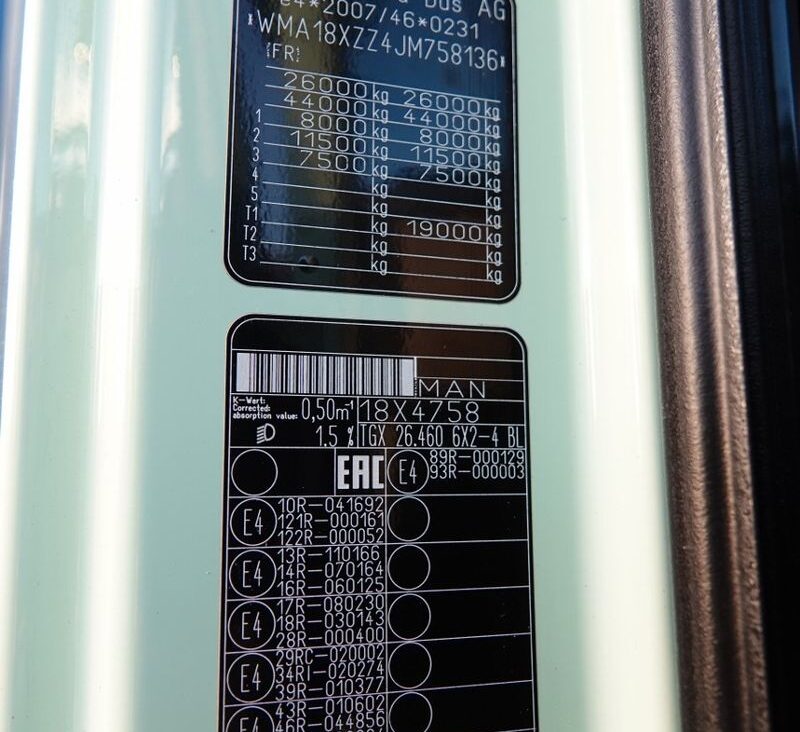 Bus AG
e4*2007/46*0231
*WMA18XZZ4JM758136*
(FR)
26000 kg 26000 kg
44000 kg 44000 kg
1 8000 kg 8000 kg
2 11500 kg 11500 kg
3 7500 kg 7500 kg
4 kg kg
5 kg kg
T1 kg 19000 kg
T2 kg kg
T3 kg kg
MAN
K-Wert:
Corrected
absorption value: 0,50m⁻¹ 18X4758
1.5 % TGX 26.460 6X2-4 BL
EAC E4 89R-000129
93R-000003
E4 10R-041692
121R-000161
122R-000052
E4 13R-110166
14R-070164
16R-060125
E4 17R-080230
18R-030143
28R-000400
E4 29RC-020002
34RI-020274
39R-010377
E4 43R-010602
46R-044856